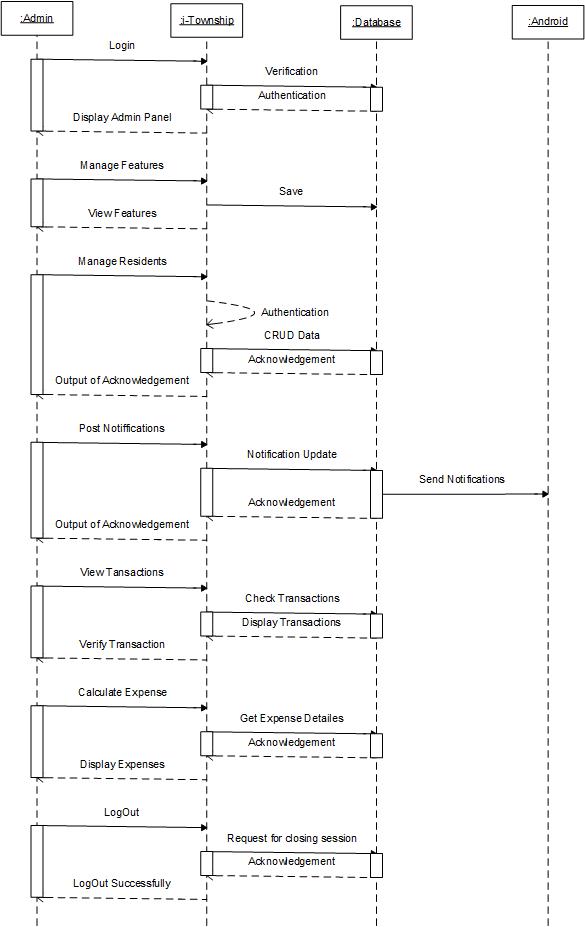 :Admin
:i-Township
:Database
:Android
Login
Verification
Authentication
Display Admin Panel
Manage Features
Save
View Features
Manage Residents
Authentication
CRUD Data
Acknowledgement
Output of Acknowledgement
Post Notiffications
Notification Update
Send Notifications
Acknowledgement
Output of Acknowledgement
View Tansactions
Check Transactions
Display Transactions
Verify Transaction
Calculate Expense
Get Expense Detailes
Acknowledgement
Display Expenses
LogOut
Request for closing session
Acknowledgement
LogOut Successfully